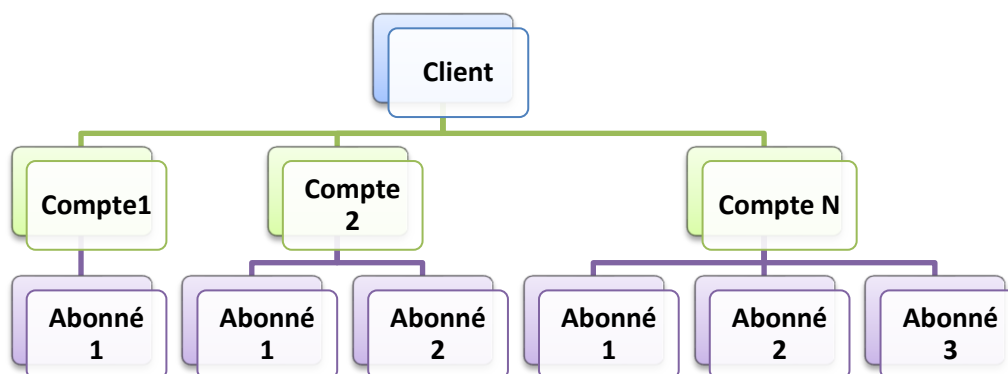 Client
Compte1
Compte
2
Compte N
Abonné
1
Abonné
1
Abonné
2
Abonné
1
Abonné
2
Abonné
3